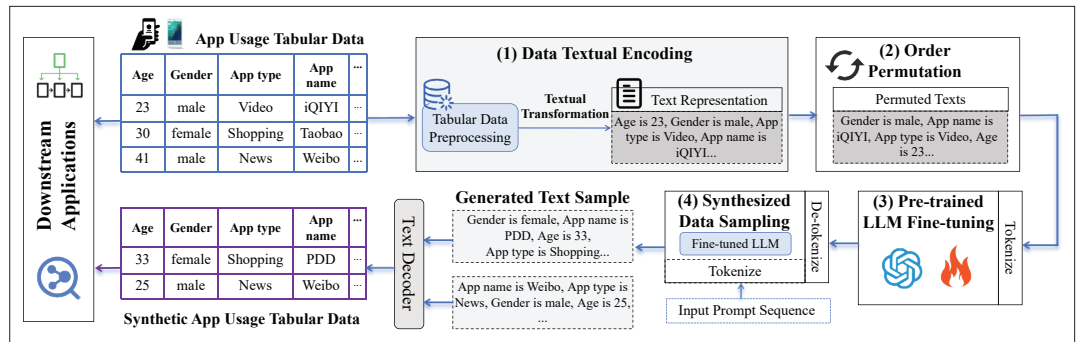 App Usage Tabular Data
Age Gender App type App name ...
23 male Video iQIYI ...
30 female Shopping Taobao ...
41 male News Weibo ...
(1) Data Textual Encoding
Tabular Data
Preprocessing
Textual
Transformation
Text Representation
Age is 23, Gender is male, App
type is Video, App name is
iQIYI...
(2) Order
Permutation
Permuted Texts
Gender is male, App name is
iQIYI, App type is Video, Age
is 23...
Downstream
Applications
(3) Pre-trained
LLM Fine-tuning
Tokenize
(4) Synthesized
Data Sampling
Fine-tuned LLM
Tokenize
De-tokenize
Input Prompt Sequence
Generated Text Sample
Gender is female, App name is
PDD, Age is 33,
App type is Shopping...
App name is Weibo, App type is
News, Gender is male, Age is 25,
...
Text Decoder
Age Gender App type App name ...
33 female Shopping PDD ...
25 male News Weibo ...
Synthetic App Usage Tabular Data